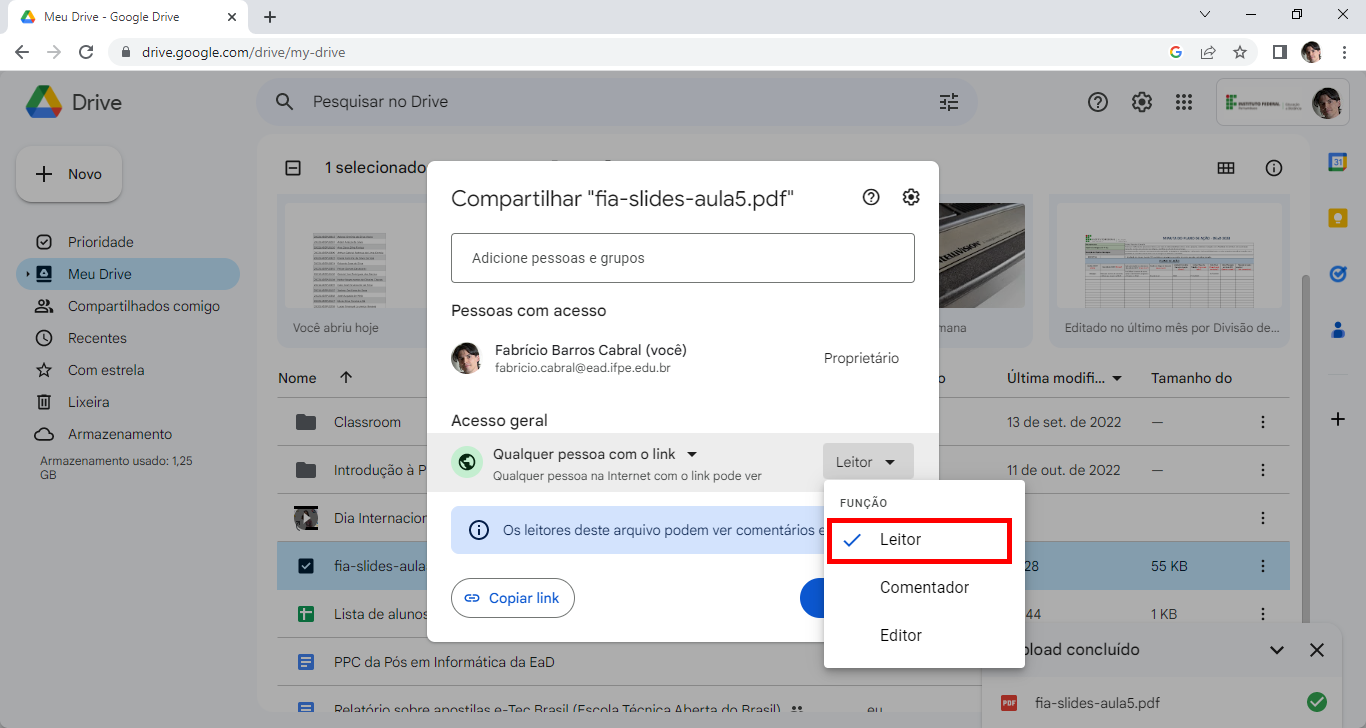 Meu Drive - Google Drive
drive.google.com/drive/my-drive
Drive
Pesquisar no Drive
INSTITUTO FEDERAL
Novo
1 selecionado
31
Prioridade
Meu Drive
Compartilhados comigo
Recentes
Com estrela
Lixeira
Armazenamento
Armazenamento usado: 1,25
GB
Compartilhar "fia-slides-aula5.pdf"
Adicione pessoas e grupos
Pessoas com acesso
Fabrício Barros Cabral (você)
fabricio.cabral@ead.ifpe.edu.br
Proprietário
Acesso geral
Qualquer pessoa com o link
Qualquer pessoa na Internet com o link pode ver
Leitor
FUNÇÃO
Leitor
Comentador
Editor
Os leitores deste arquivo podem ver comentários e
Copiar link
Você abriu hoje
mana
Editado no último mês por Divisão de...
Nome
o
Última modifi...
Tamanho do
Classroom
13 de set. de 2022
—
Introdução à P
11 de out. de 2022
—
Dia Internacion
fia-slides-aula
28
55 KB
Lista de alunos
44
1 KB
PPC da Pós em Informática da EaD
Relatório sobre apostilas e-Tec Brasil (Escola Técnica Aberta do Brasil)
eu
pload concluído
PDF
fia-slides-aula5.pdf